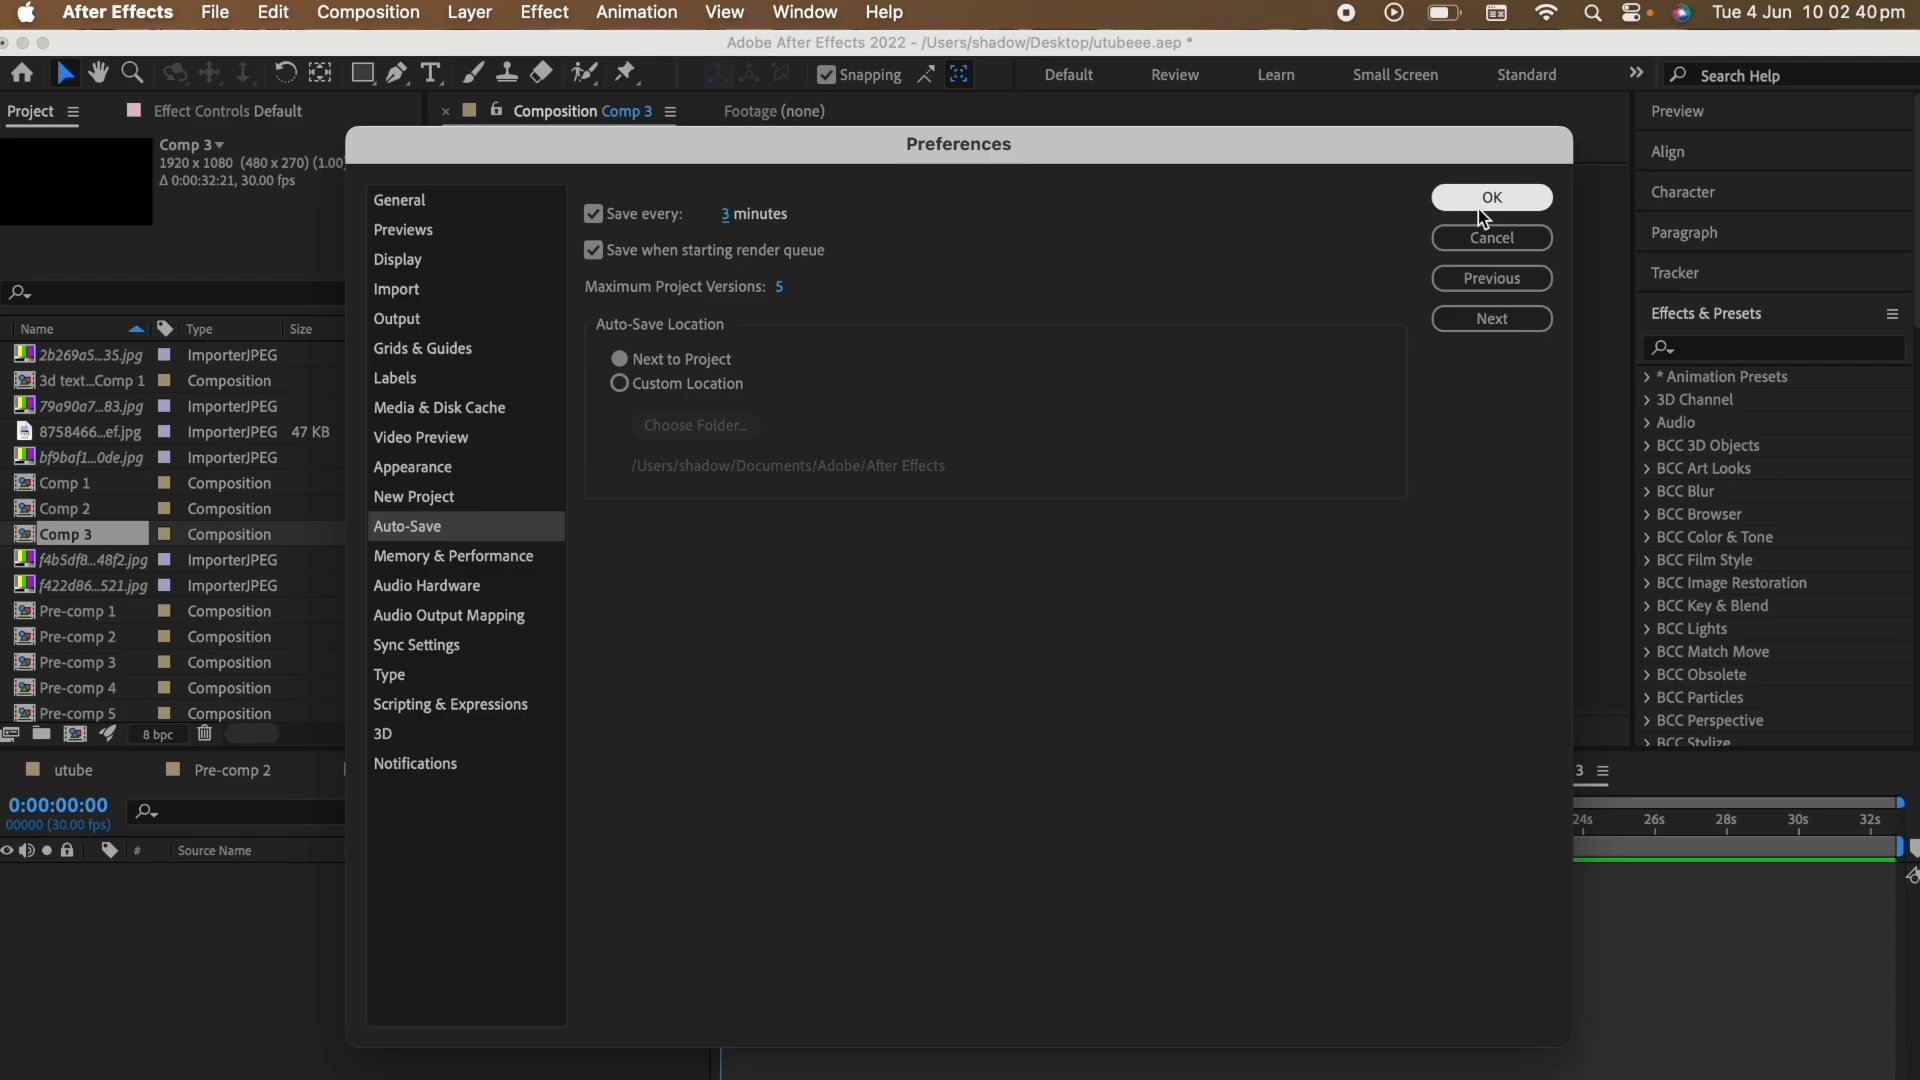 After Effects File Edit Composition Layer Effect Animation View Window Help Tue 4 Jun 10 02 40 pm
Adobe After Effects 2022 - /Users/shadow/Desktop/utubeee.aep *
Snapping Default Review Learn Small Screen Standard Search Help
Project Effect Controls Default Composition Comp 3 Footage (none)
Comp 3
1920 x 1080 (480 x 270) (1.00)
Δ 0:00:32:21, 30.00 fps
Name Type Size
2b269a5...35.jpg ImporterJPEG
3d text...Comp 1 Composition
79a90a7...83.jpg ImporterJPEG
8758466...ef.jpg ImporterJPEG 47 KB
bf9baf1...0de.jpg ImporterJPEG
Comp 1 Composition
Comp 2 Composition
Comp 3 Composition
f4b5df8...48f2.jpg ImporterJPEG
f422d86...521.jpg ImporterJPEG
Pre-comp 1 Composition
Pre-comp 2 Composition
Pre-comp 3 Composition
Pre-comp 4 Composition
Pre-comp 5 Composition
8 bpc
Preferences
General
Previews
Display
Import
Output
Grids & Guides
Labels
Media & Disk Cache
Video Preview
Appearance
New Project
Auto-Save
Memory & Performance
Audio Hardware
Audio Output Mapping
Sync Settings
Type
Scripting & Expressions
3D
Notifications
Save every: 3 minutes
Save when starting render queue
Maximum Project Versions: 5
Auto-Save Location
Next to Project
Custom Location
Choose Folder...
/Users/shadow/Documents/Adobe/After Effects
OK
Cancel
Previous
Next
Preview
Align
Character
Paragraph
Tracker
Effects & Presets
* Animation Presets
3D Channel
Audio
BCC 3D Objects
BCC Art Looks
BCC Blur
BCC Browser
BCC Color & Tone
BCC Film Style
BCC Image Restoration
BCC Key & Blend
BCC Lights
BCC Match Move
BCC Obsolete
BCC Particles
BCC Perspective
BCC Stylize
utube Pre-comp 2 3
0:00:00:00
00000 (30.00 fps)
24s 26s 28s 30s 32s
# Source Name